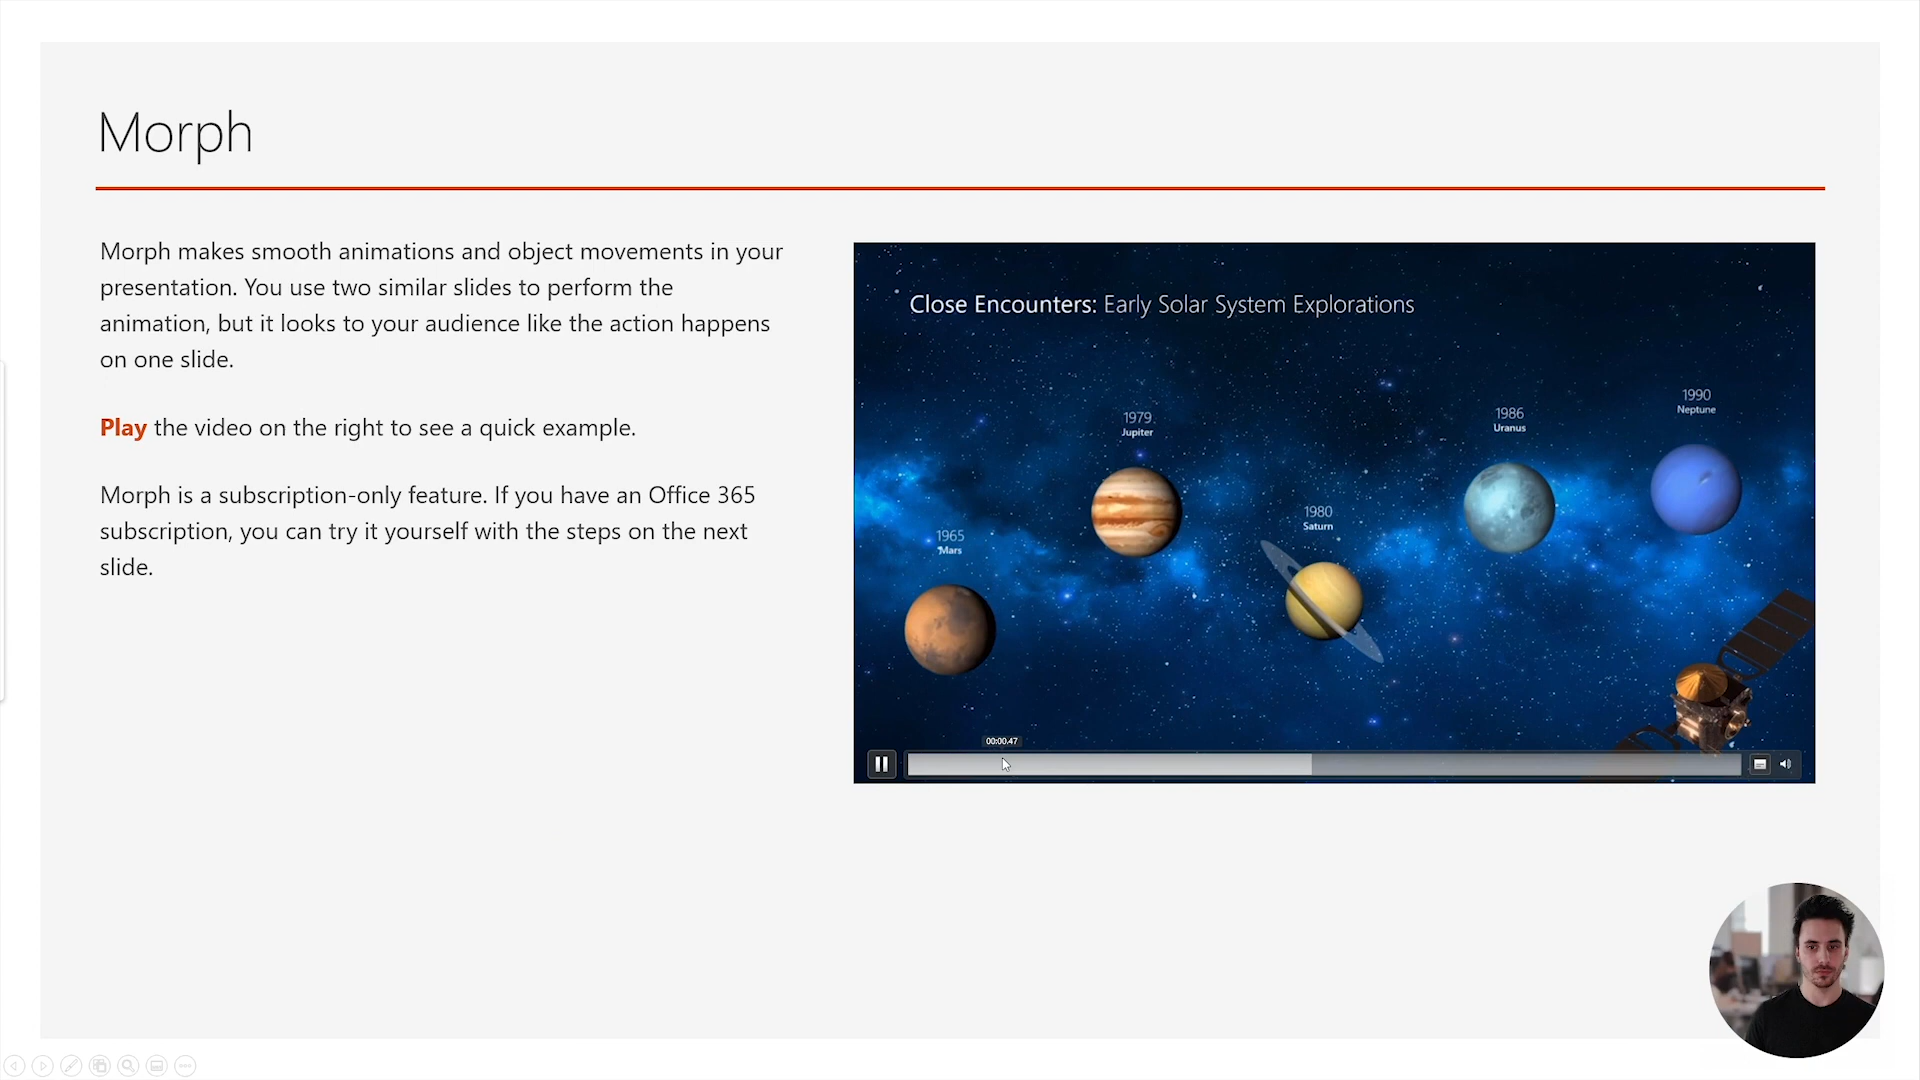 Morph
Morph makes smooth animations and object movements in your
presentation. You use two similar slides to perform the
animation, but it looks to your audience like the action happens
on one slide.
Play the video on the right to see a quick example.
Morph is a subscription-only feature. If you have an Office 365
subscription, you can try it yourself with the steps on the next
slide.
Close Encounters: Early Solar System Explorations
1965
Mars
1979
Jupiter
1980
Saturn
1986
Uranus
1990
Neptune
00:00.47